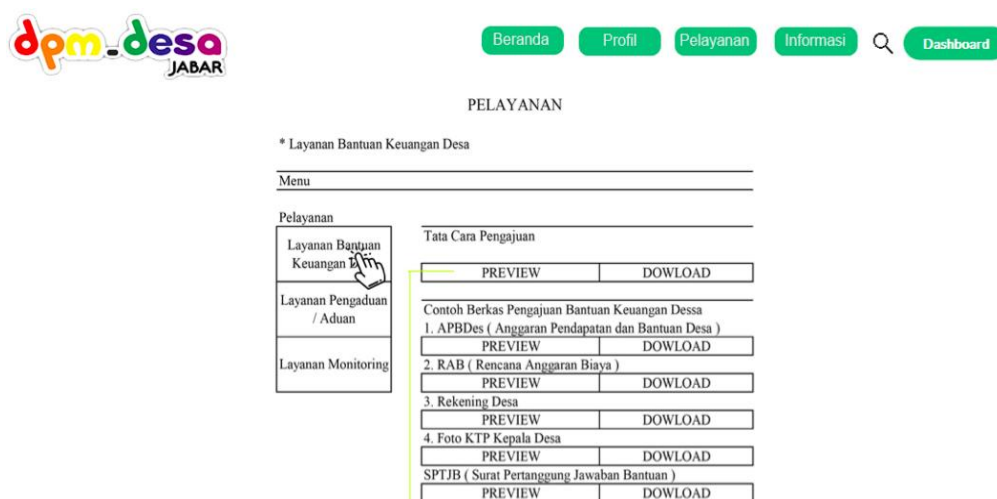 dpm-desa
JABAR
Beranda
Profil
Pelayanan
Informasi
Dashboard
PELAYANAN
* Layanan Bantuan Keuangan Desa
Menu
Pelayanan
Layanan Bantuan
Keuangan
Layanan Pengaduan
/ Aduan
Layanan Monitoring
Tata Cara Pengajuan
PREVIEW DOWLOAD
Contoh Berkas Pengajuan Bantuan Keuangan Dessa
1. APBDes ( Anggaran Pendapatan dan Bantuan Desa )
PREVIEW DOWLOAD
2. RAB ( Rencana Anggaran Biaya )
PREVIEW DOWLOAD
3. Rekening Desa
PREVIEW DOWLOAD
4. Foto KTP Kepala Desa
PREVIEW DOWLOAD
SPTJB ( Surat Pertanggung Jawaban Bantuan )
PREVIEW DOWLOAD